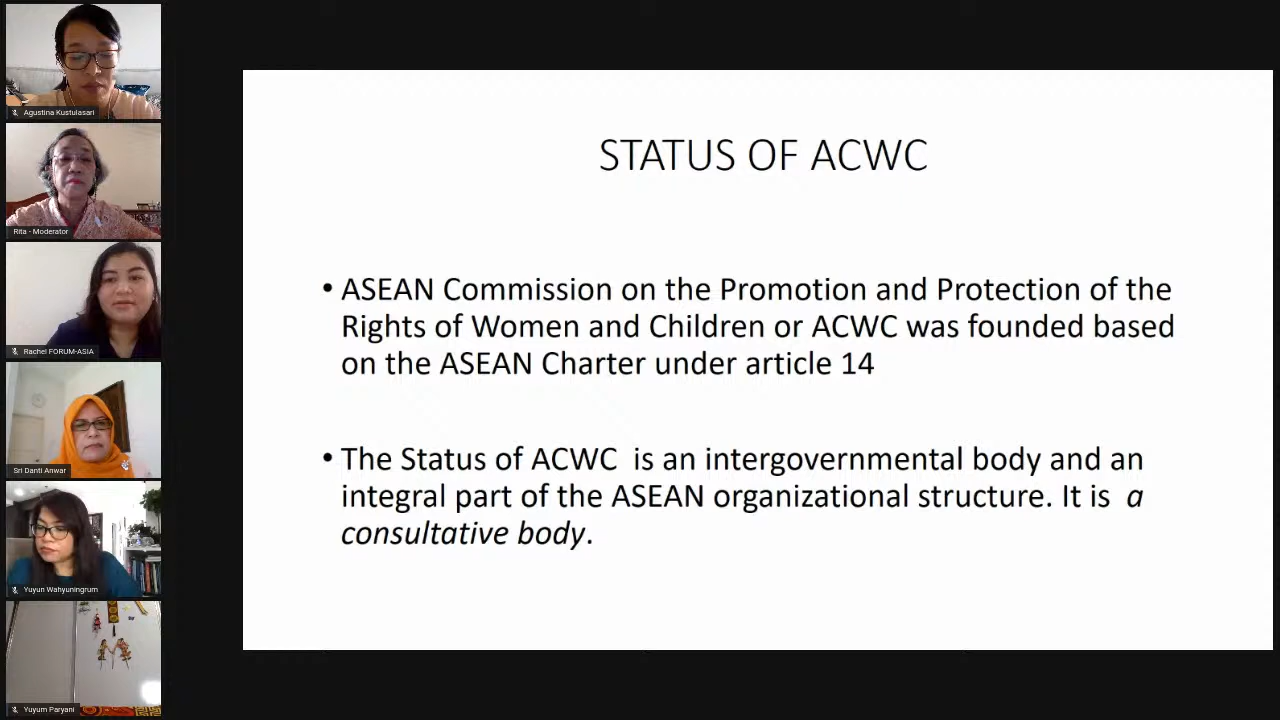 Agustina Kustulasari
Rita - Moderator
Rachel FORUM-ASIA
Sri Danti Anwar
Yuyun Wahyuningrum
Yuyum Paryani
STATUS OF ACWC
• ASEAN Commission on the Promotion and Protection of the
Rights of Women and Children or ACWC was founded based
on the ASEAN Charter under article 14
• The Status of ACWC is an intergovernmental body and an
integral part of the ASEAN organizational structure. It is a
consultative body.